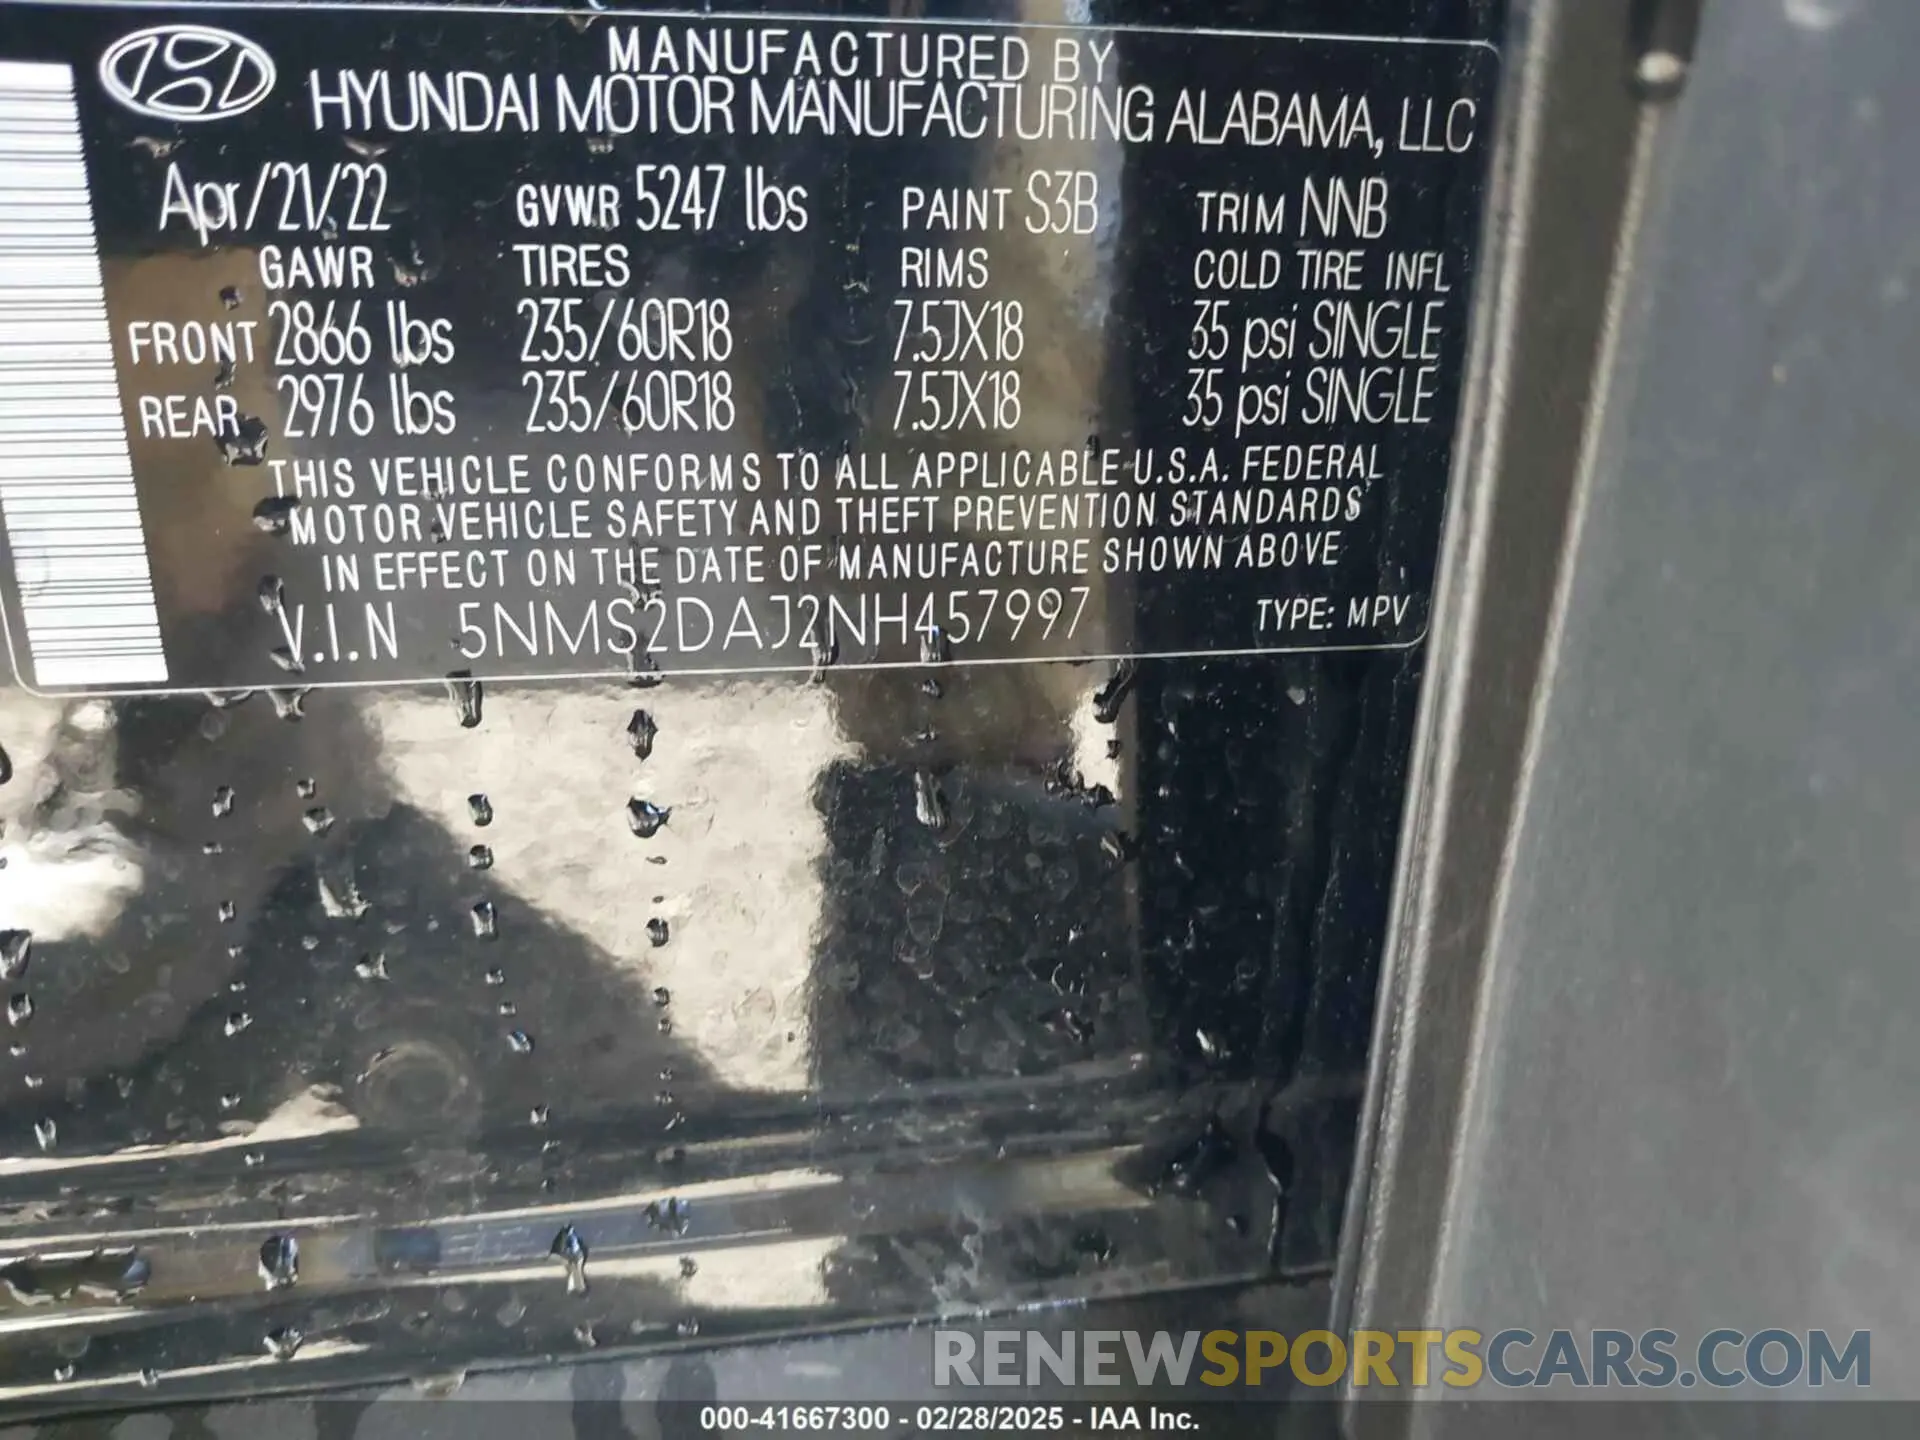 MANUFACTURED BY
HYUNDAI MOTOR MANUFACTURING ALABAMA, LLC
Apr/21/22 GVWR 5247 lbs PAINT S3B TRIM NNB
GAWR TIRES RIMS COLD TIRE INFL
FRONT 2866 lbs 235/60R18 7.5JX18 35 psi SINGLE
REAR 2976 lbs 235/60R18 7.5JX18 35 psi SINGLE
THIS VEHICLE CONFORMS TO ALL APPLICABLE U.S.A. FEDERAL
MOTOR VEHICLE SAFETY AND THEFT PREVENTION STANDARDS
IN EFFECT ON THE DATE OF MANUFACTURE SHOWN ABOVE
V.I.N 5NMS2DAJ2NH457997 TYPE: MPV
RENEWSPORTSCARS.COM
000-41667300 - 02/28/2025 - IAA Inc.